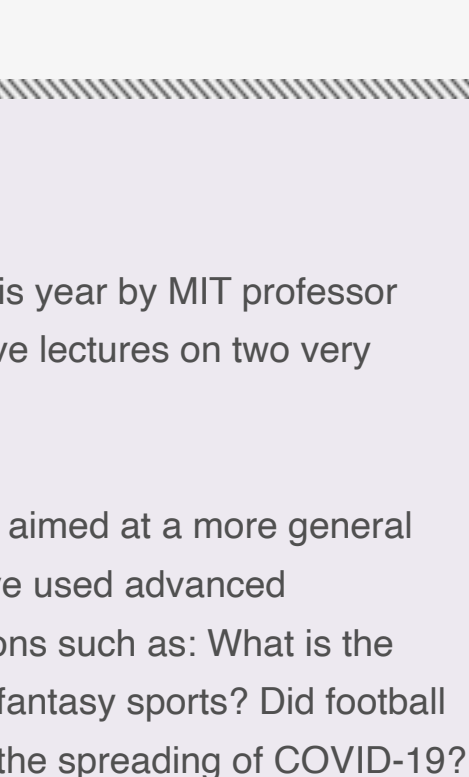 is year by MIT professor
ve lectures on two very
aimed at a more general
e used advanced
ons such as: What is the
fantasy sports? Did football
the spreading of COVID-19?